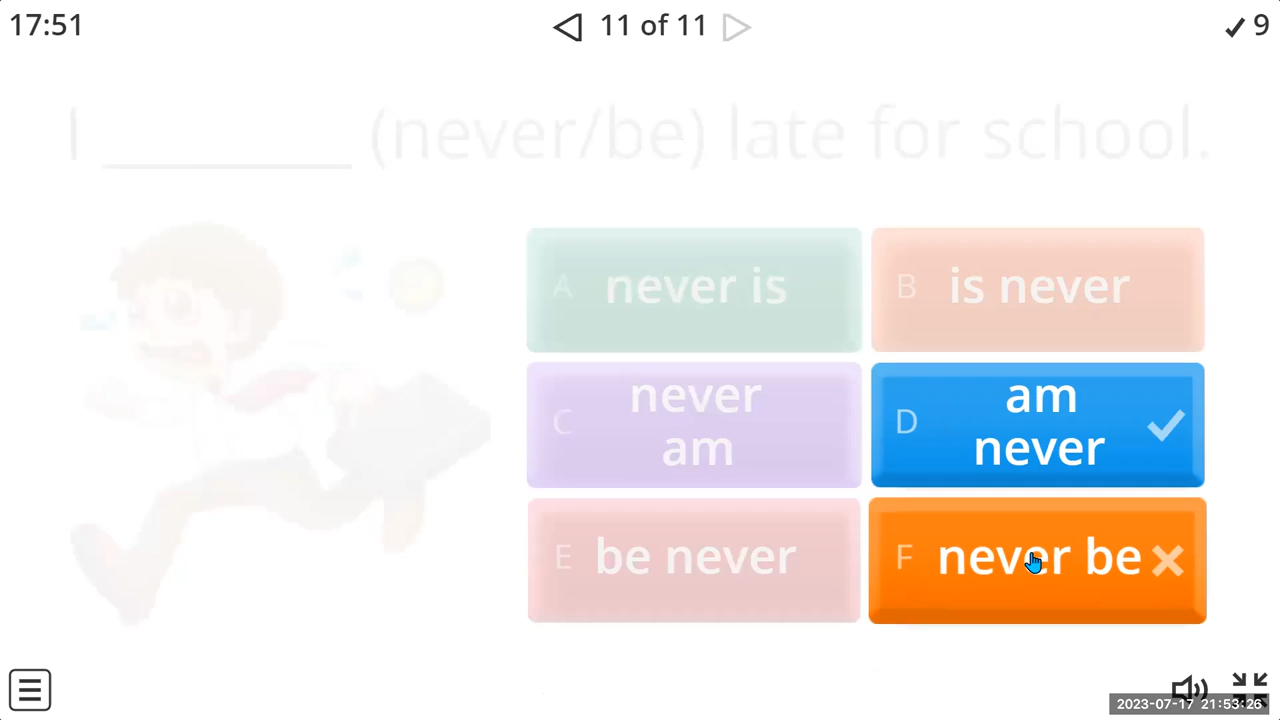 17:51
11 of 11
9
I ________ (never/be) late for school.
A never is
B is never
C never
am
D am
never
E be never
F never be
2023-07-17 21:53:26